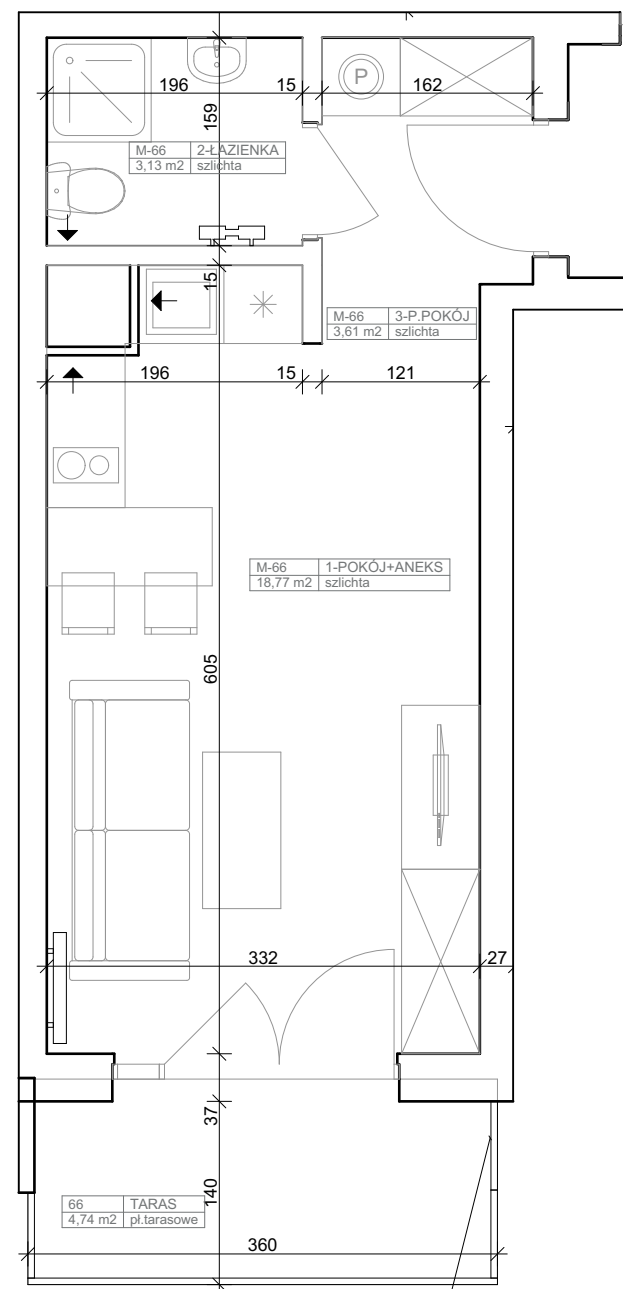 196
15
162
P
159
M-66 2-ŁAZIENKA
3,13 m2 szlichta
15
M-66 3-P.POKÓJ
3,61 m2 szlichta
196
15
121
M-66 1-POKÓJ+ANEKS
18,77 m2 szlichta
605
332
27
37
140
66 TARAS
4,74 m2 pł.tarasowe
360